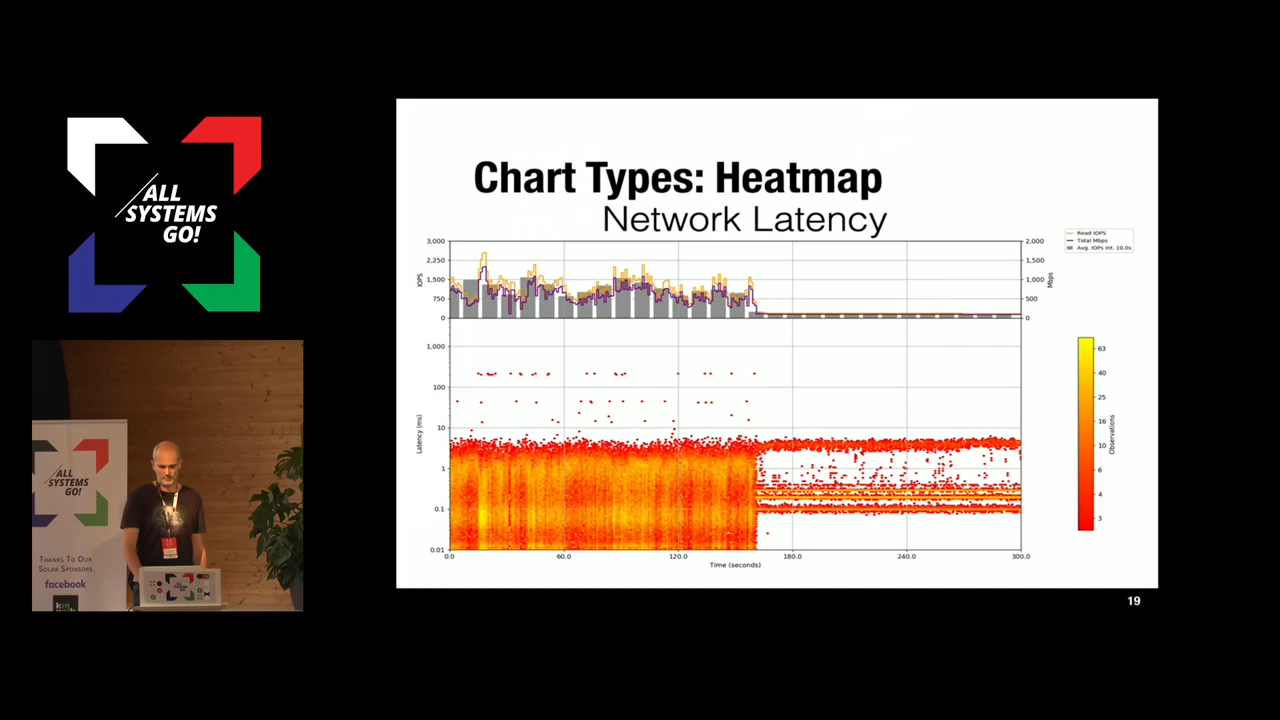 ALL
SYSTEMS
GO!
Chart Types: Heatmap
Network Latency
Read IOPS
Total Mbps
Avg. IOPs Int. 10.0s
3,000
2,250
1,500
750
0
IOPS
2,000
1,500
1,000
500
0
Mbps
1,000
100
10
1
0.1
0.01
Latency (ms)
0.0
60.0
120.0
180.0
240.0
300.0
Time (seconds)
63
40
25
16
10
6
4
3
Observations
19
ALL
SYSTEMS
GO!
THANKS TO OUR
SOLAR SPONSORS
facebook